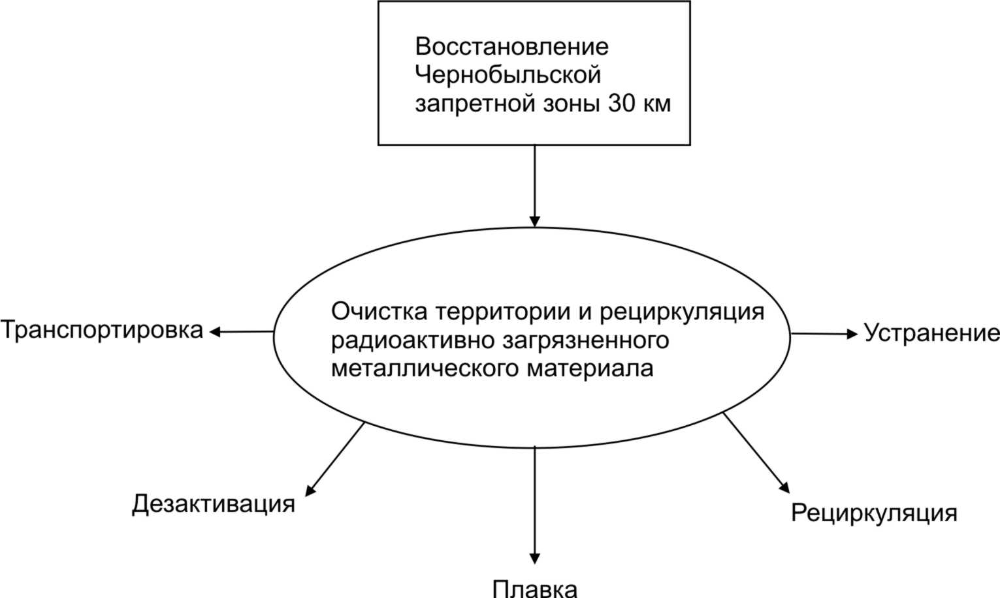 Восстановление
Чернобыльской
запретной зоны 30 км
Очистка территории и рециркуляция
радиоактивно загрязненного
металлического материала
Транспортировка
Устранение
Дезактивация
Рециркуляция
Плавка